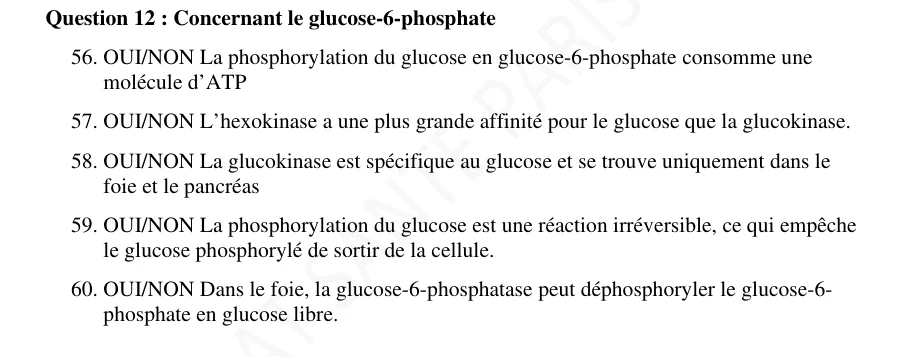 Question 12 : Concernant le glucose-6-phosphate
56. OUI/NON La phosphorylation du glucose en glucose-6-phosphate consomme une
molécule d'ATP
57. OUI/NON L'hexokinase a une plus grande affinité pour le glucose que la glucokinase.
58. OUI/NON La glucokinase est spécifique au glucose et se trouve uniquement dans le
foie et le pancréas
59. OUI/NON La phosphorylation du glucose est une réaction irréversible, ce qui empêche
le glucose phosphorylé de sortir de la cellule.
60. OUI/NON Dans le foie, la glucose-6-phosphatase peut déphosphoryler le glucose-6-
phosphate en glucose libre.